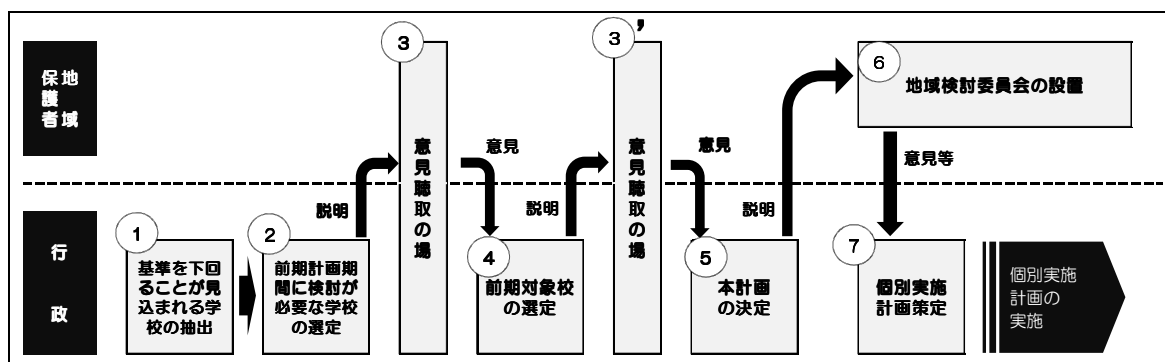 地域
保護者
③
意見聴取の場
意見
説明
③’
意見聴取の場
意見
説明
⑥
地域検討委員会の設置
意見等
行政
①
基準を下回
ることが見
込まれる学
校の抽出
②
前期計画期
間に検討が
必要な学校
の選定
説明
④
前期対象校
の選定
⑤
本計画
の決定
⑦
個別実施
計画策定
個別実施
計画の
実施